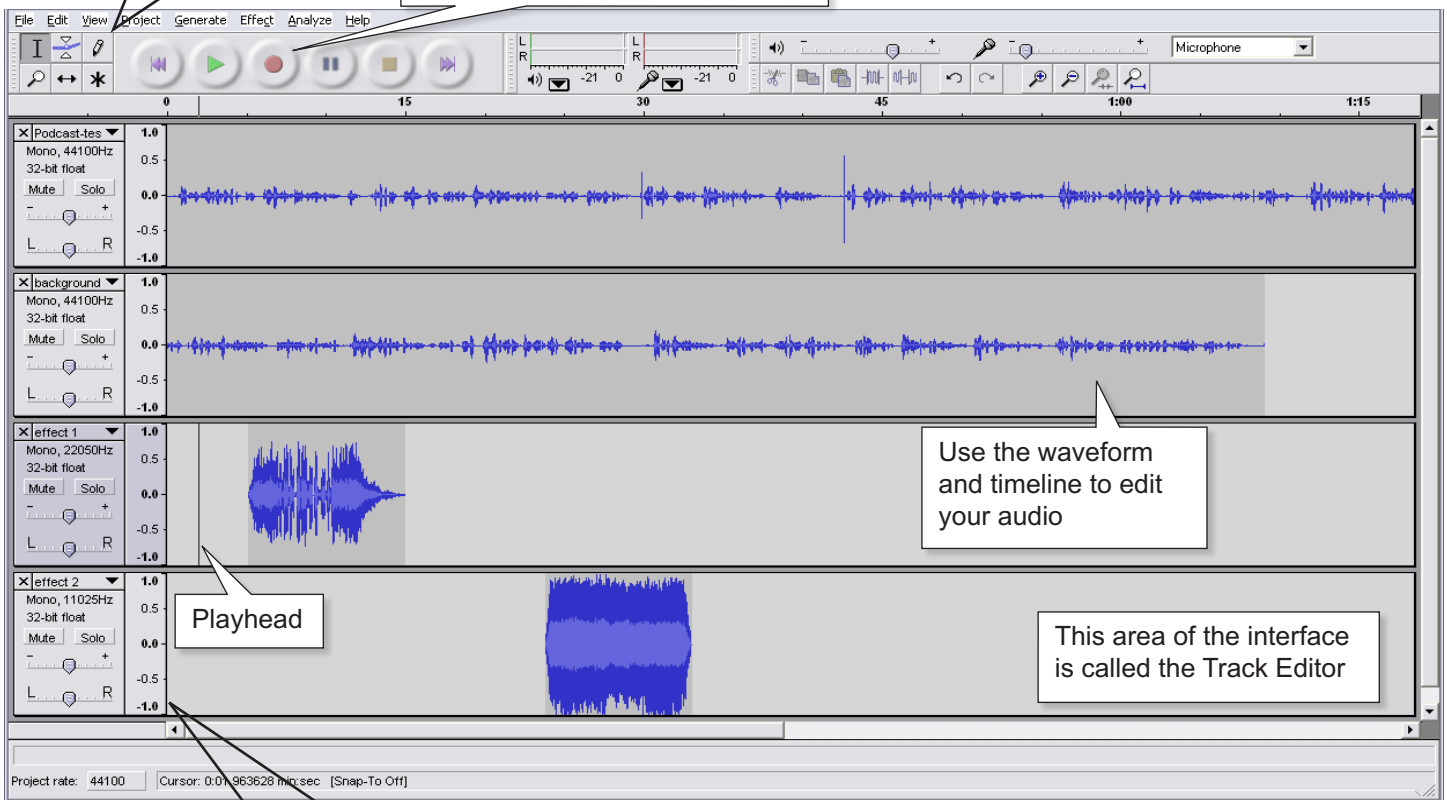 File Edit View Project Generate Effect Analyze Help
L
R
-21 0
L
R
-21 0
- +
- +
Microphone
0 15 30 45 1:00 1:15
Podcast-tes
Mono, 44100Hz
32-bit float
Mute Solo
- +
L R
1.0
0.5
0.0
-0.5
-1.0
background
Mono, 44100Hz
32-bit float
Mute Solo
- +
L R
1.0
0.5
0.0
-0.5
-1.0
effect 1
Mono, 22050Hz
32-bit float
Mute Solo
- +
L R
1.0
0.5
0.0
-0.5
-1.0
Use the waveform
and timeline to edit
your audio
effect 2
Mono, 11025Hz
32-bit float
Mute Solo
- +
L R
1.0
0.5
0.0
-0.5
-1.0
Playhead
This area of the interface
is called the Track Editor
Project rate: 44100 Cursor: 0:01.963628 min:sec [Snap-To Off]